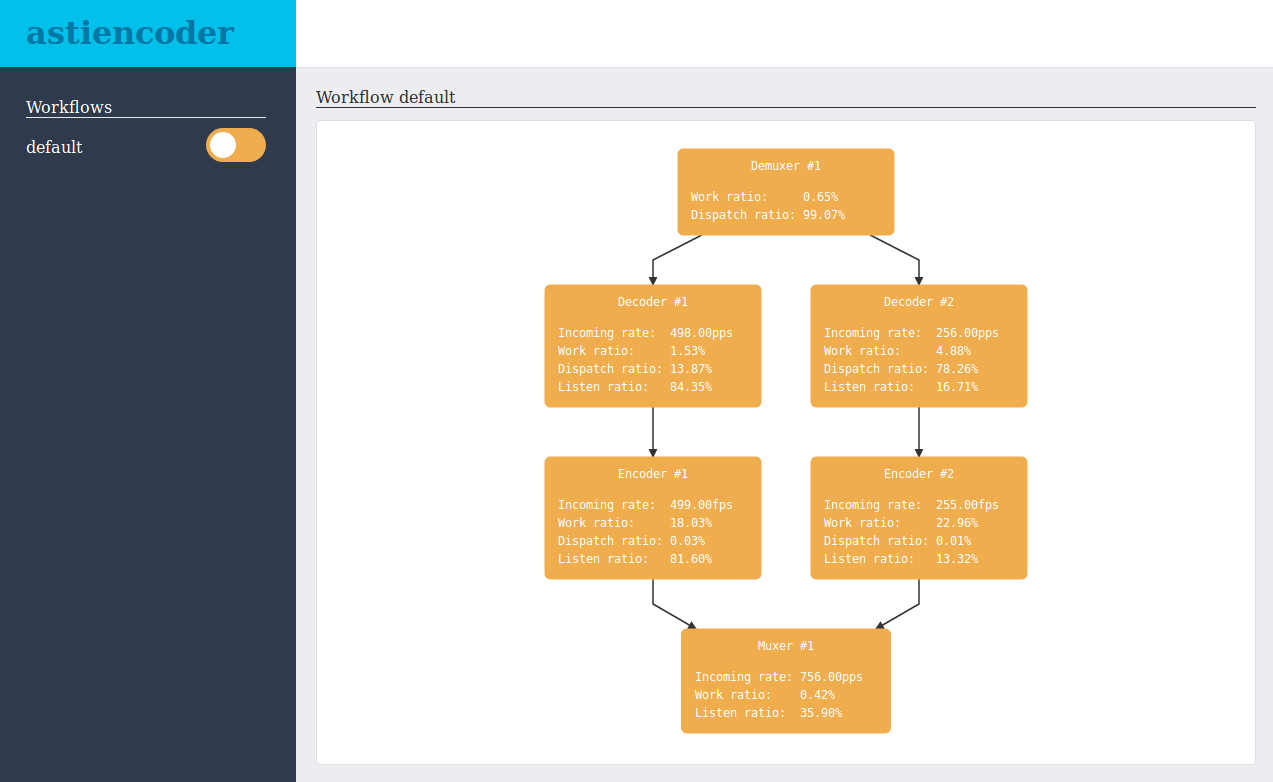 astiencoder
Workflows
default
Workflow default
Demuxer #1
Work ratio: 0.65%
Dispatch ratio: 99.07%
Decoder #1
Incoming rate: 498.00pps
Work ratio: 1.53%
Dispatch ratio: 13.87%
Listen ratio: 84.35%
Decoder #2
Incoming rate: 256.00pps
Work ratio: 4.88%
Dispatch ratio: 78.26%
Listen ratio: 16.71%
Encoder #1
Incoming rate: 499.00fps
Work ratio: 18.03%
Dispatch ratio: 0.03%
Listen ratio: 81.60%
Encoder #2
Incoming rate: 255.00fps
Work ratio: 22.96%
Dispatch ratio: 0.01%
Listen ratio: 13.32%
Muxer #1
Incoming rate: 756.00pps
Work ratio: 0.42%
Listen ratio: 35.90%